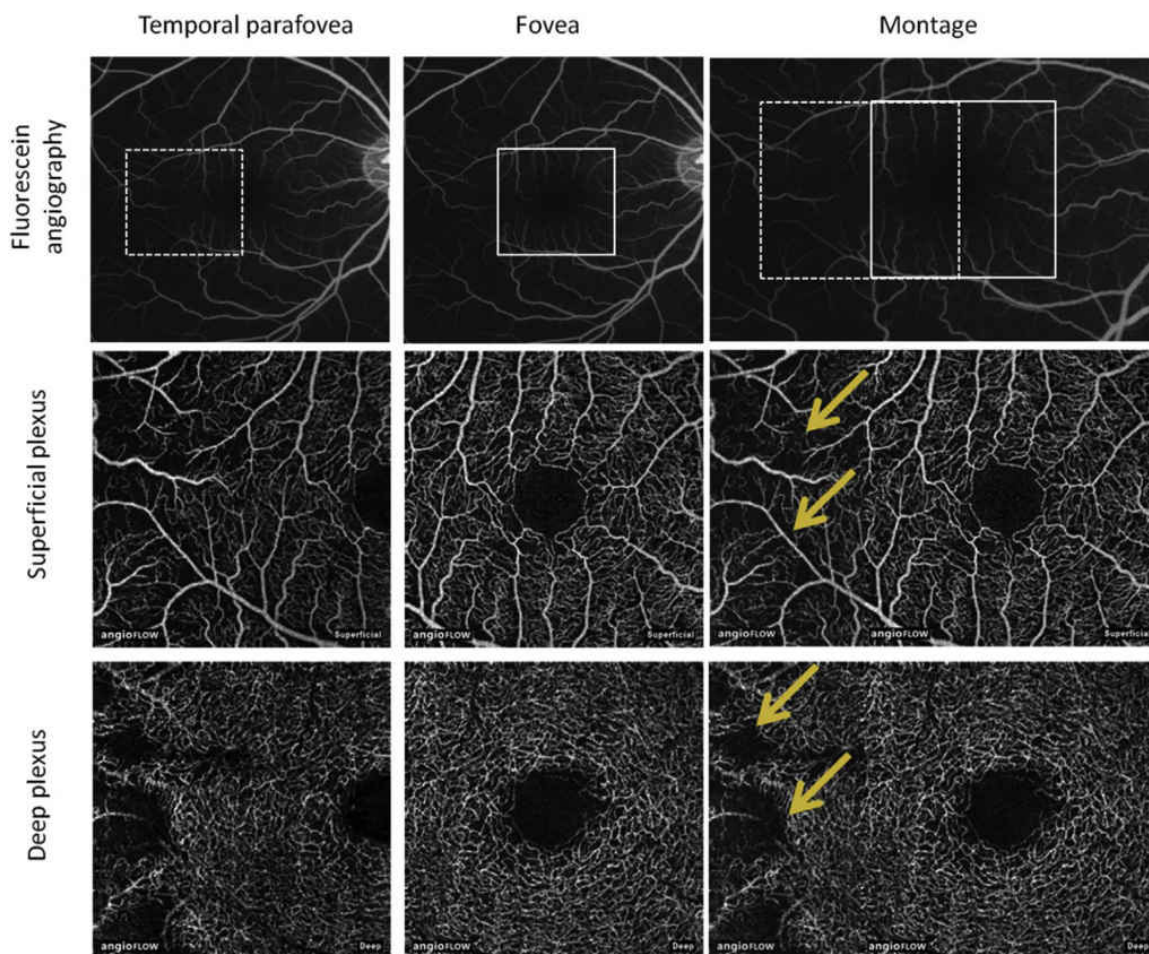 Temporal parafovea
Fovea
Montage
Fluorescein
angiography
Superficial plexus
angioFLOW
Superficial
angioFLOW
Superficial
angioFLOW
angioFLOW
Superficial
Deep plexus
angioFLOW
Deep
angioFLOW
Deep
angioFLOW
angioFLOW
Deep